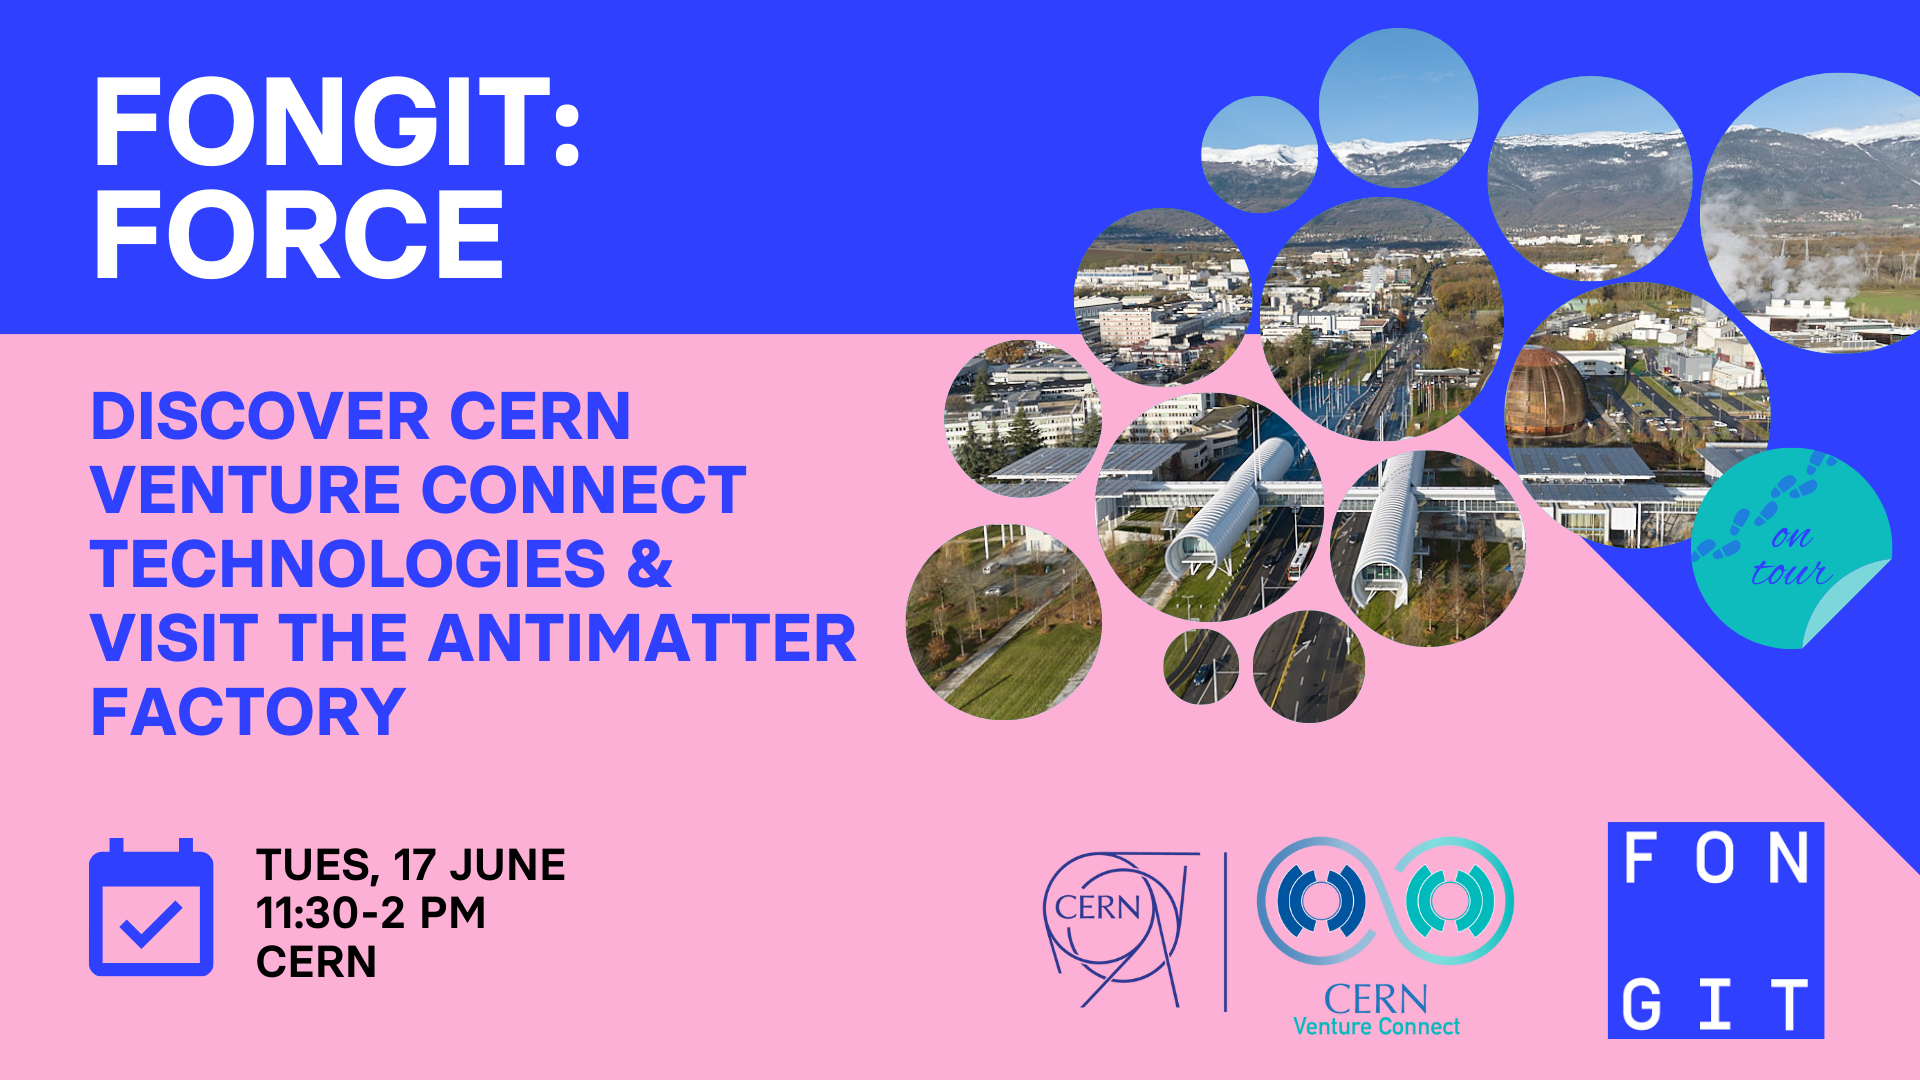 FONGIT:
FORCE
DISCOVER CERN
VENTURE CONNECT
TECHNOLOGIES &
VISIT THE ANTIMATTER
FACTORY
on
tour
TUES, 17 JUNE
11:30-2 PM
CERN
CERN
CERN
Venture Connect
F O N
G I T